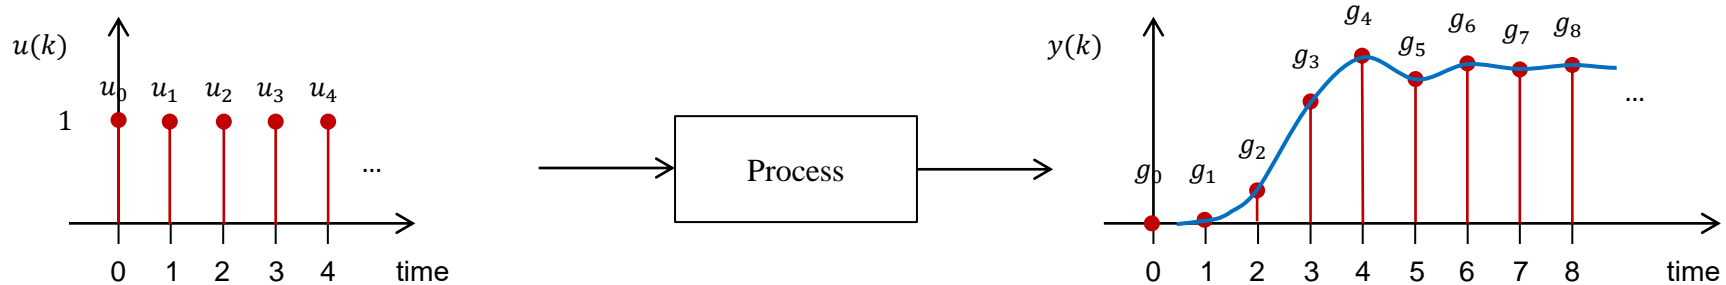 u(k)
1
u₀ u₁ u₂ u₃ u₄
...
0 1 2 3 4 time
Process
y(k)
g₀ g₁ g₂ g₃ g₄ g₅ g₆ g₇ g₈
...
0 1 2 3 4 5 6 7 8 time